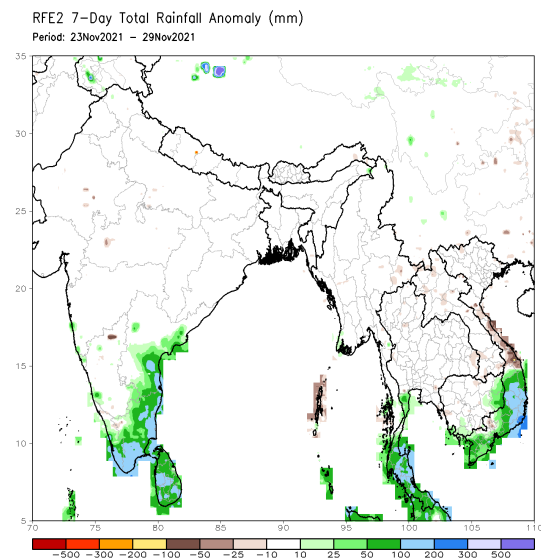 RFE2 7-Day Total Rainfall Anomaly (mm)
Period: 23Nov2021 - 29Nov2021
35
30
25
20
15
10
5
70 75 80 85 90 95 100 105 110
-500 -300 -200 -100 -50 -25 -10 10 25 50 100 200 300 500